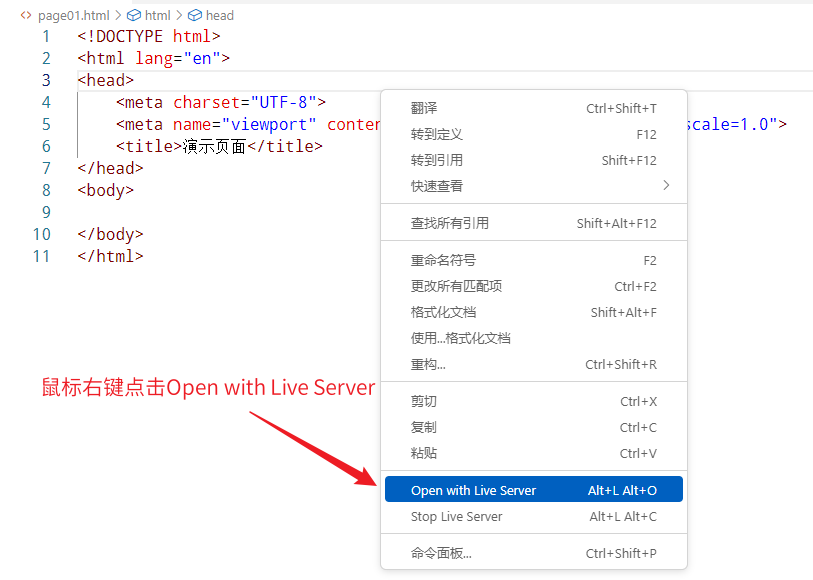 page01.html > html > head
1 <!DOCTYPE html>
2 <html lang="en">
3 <head>
4 <meta charset="UTF-8">
5 <meta name="viewport" conten scale=1.0">
6 <title>演示页面</title>
7 </head>
8 <body>
9
10 </body>
11 </html>
翻译 Ctrl+Shift+T
转到定义 F12
转到引用 Shift+F12
快速查看
查找所有引用 Shift+Alt+F12
重命名符号 F2
更改所有匹配项 Ctrl+F2
格式化文档 Shift+Alt+F
使用...格式化文档
重构... Ctrl+Shift+R
鼠标右键点击Open with Live Server
剪切 Ctrl+X
复制 Ctrl+C
粘贴 Ctrl+V
Open with Live Server Alt+L Alt+O
Stop Live Server Alt+L Alt+C
命令面板... Ctrl+Shift+P